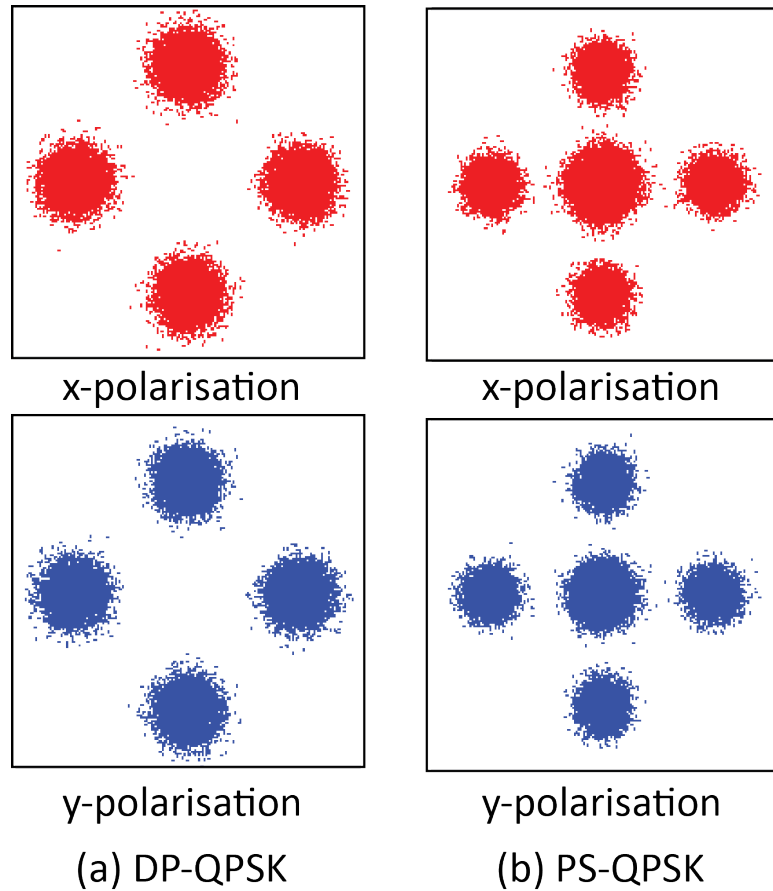 x-polarisation
x-polarisation
y-polarisation
y-polarisation
(a) DP-QPSK
(b) PS-QPSK